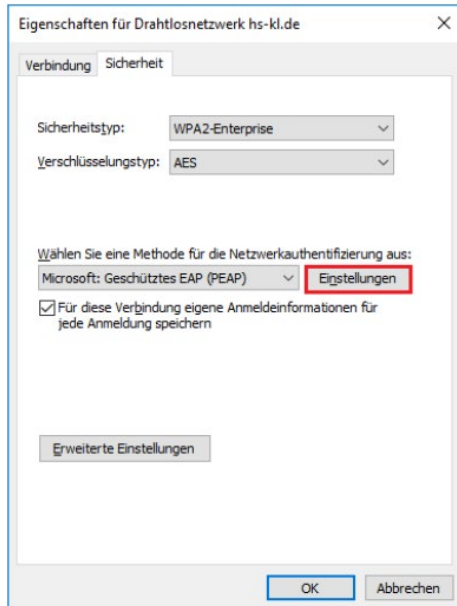 Eigenschaften für Drahtlosnetzwerk hs-kl.de
Verbindung Sicherheit
Sicherheitstyp: WPA2-Enterprise
Verschlüsselungstyp: AES
Wählen Sie eine Methode für die Netzwerkauthentifizierung aus:
Microsoft: Geschütztes EAP (PEAP) Einstellungen
Für diese Verbindung eigene Anmeldeinformationen für
jede Anmeldung speichern
Erweiterte Einstellungen
OK Abbrechen